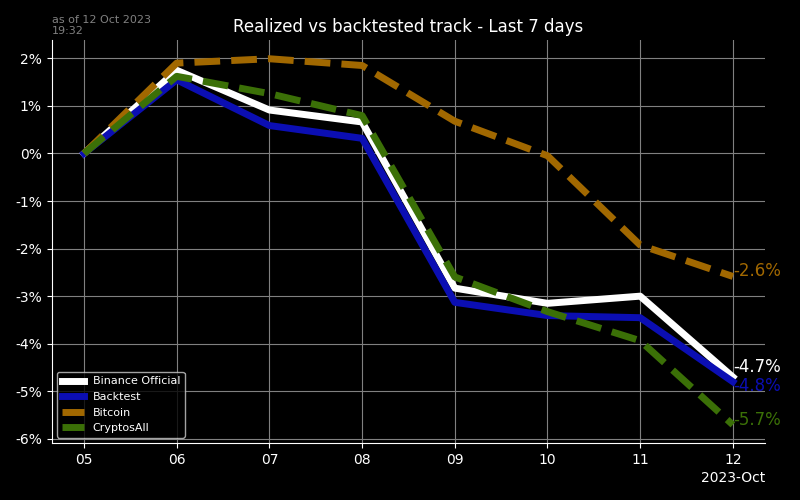 as of 12 Oct 2023
19:32
Realized vs backtested track - Last 7 days
2%
1%
0%
-1%
-2%
-3%
-4%
-5%
-6%
-2.6%
-4.7%
-4.8%
-5.7%
Binance Official
Backtest
Bitcoin
CryptosAll
05 06 07 08 09 10 11 12
2023-Oct